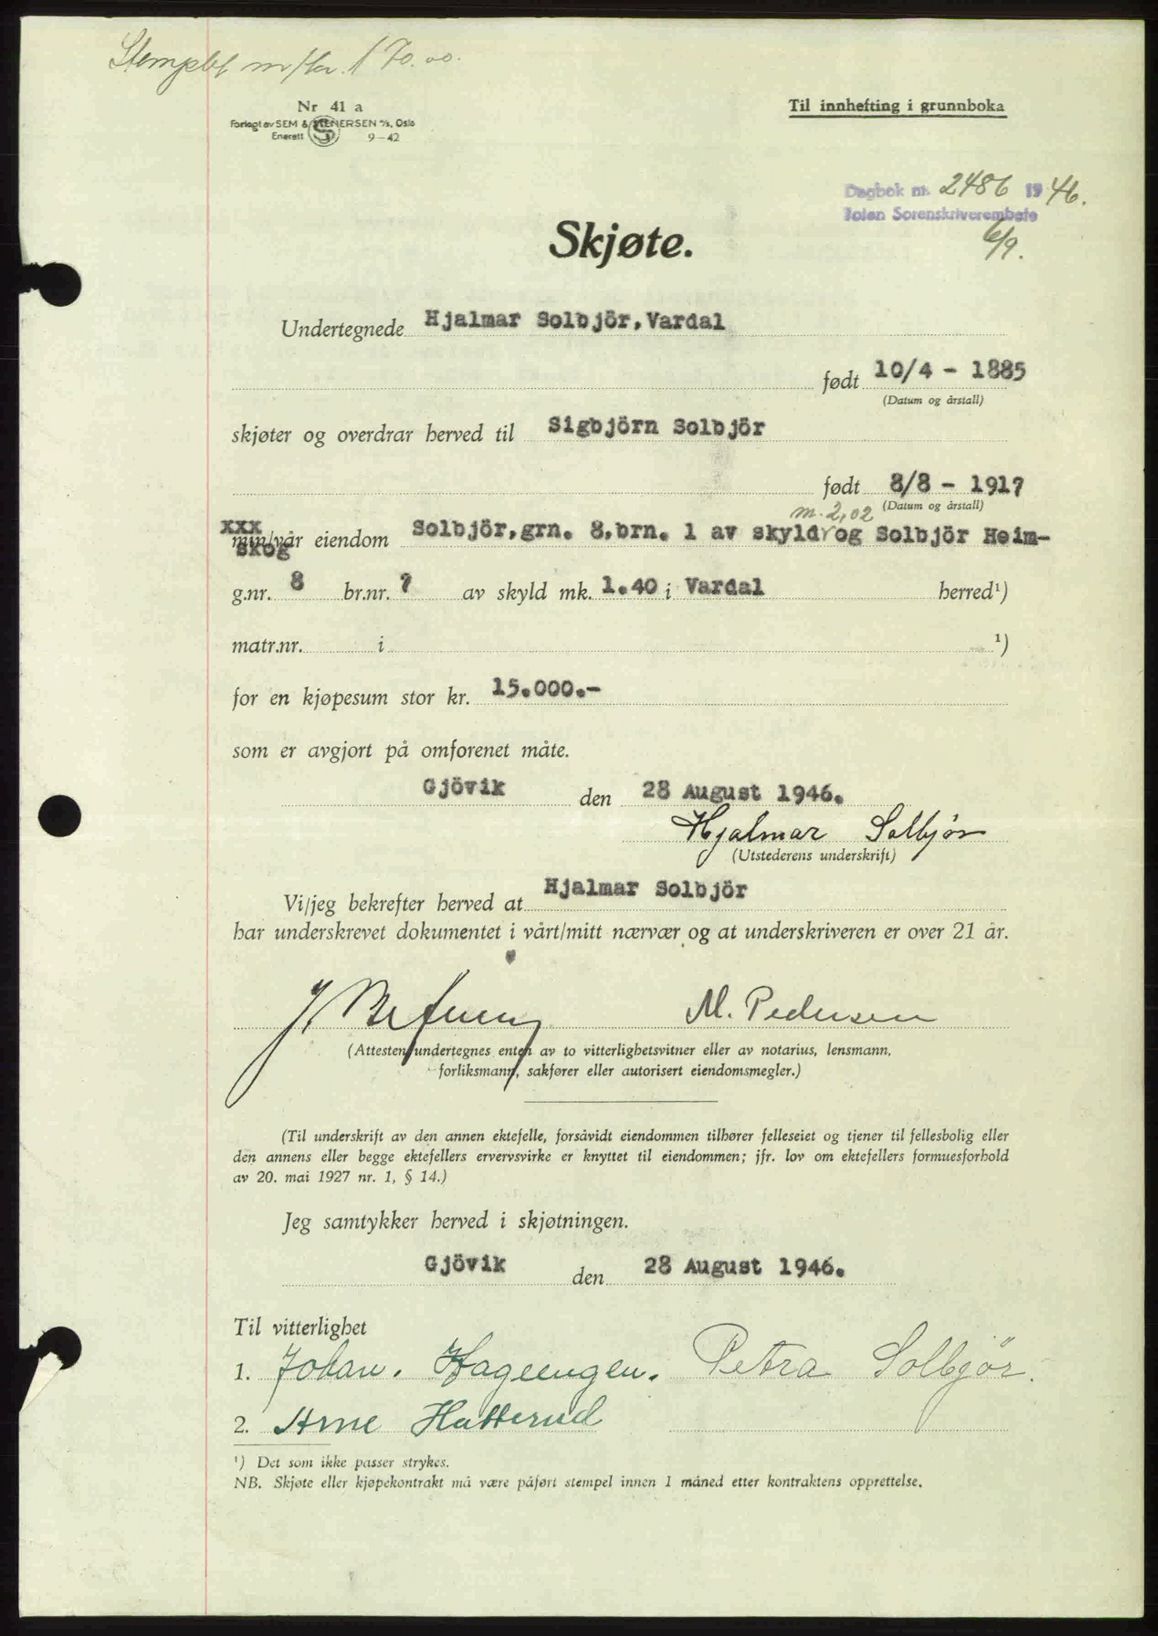 Stemplet m/kr. 170.00.
Nr 41 a
Forlagt av SEM & STENERSEN A/S, Oslo
Enerett 9-42
Til innhefting i grunnboka
Dagbok nr. 2486 1946.
Toten Sorenskriverembete
6/9.
Skjøte.
Undertegnede Hjalmar Solbjör, Vardal
født 10/4 - 1885
(Datum og årstall)
skjøter og overdrar herved til Sigbjörn Solbjör
født 8/8 - 1917
(Datum og årstall)
m. 2,02
xxx
min/vår eiendom Solbjör, grn. 8, brn. 1 av skyld og Solbjör Heim-
skog
g.nr. 8 br.nr. 7 av skyld mk. 1.40 i Vardal herred¹)
matr.nr. i ¹)
for en kjøpesum stor kr. 15.000.-
som er avgjort på omforenet måte.
Gjövik den 28 August 1946.
Hjalmar Solbjør
(Utstederens underskrift)
Vi/jeg bekrefter herved at Hjalmar Solbjör
har underskrevet dokumentet i vårt/mitt nærvær og at underskriveren er over 21 år.
M. Pedersen
(Attesten undertegnes enten av to vitterlighetsvitner eller av notarius, lensmann,
forliksmann, sakfører eller autorisert eiendomsmegler.)
(Til underskrift av den annen ektefelle, forsåvidt eiendommen tilhører felleseiet og tjener til fellesbolig eller
den annens eller begge ektefellers ervervsvirke er knyttet til eiendommen; jfr. lov om ektefellers formuesforhold
av 20. mai 1927 nr. 1, § 14.)
Jeg samtykker herved i skjøtningen.
Gjövik den 28 August 1946.
Til vitterlighet
1. Johan. Hageengen. Petra Solbjør.
2. Arne Hatterud
¹) Det som ikke passer strykes.
NB. Skjøte eller kjøpekontrakt må være påført stempel innen 1 måned etter kontraktens opprettelse.